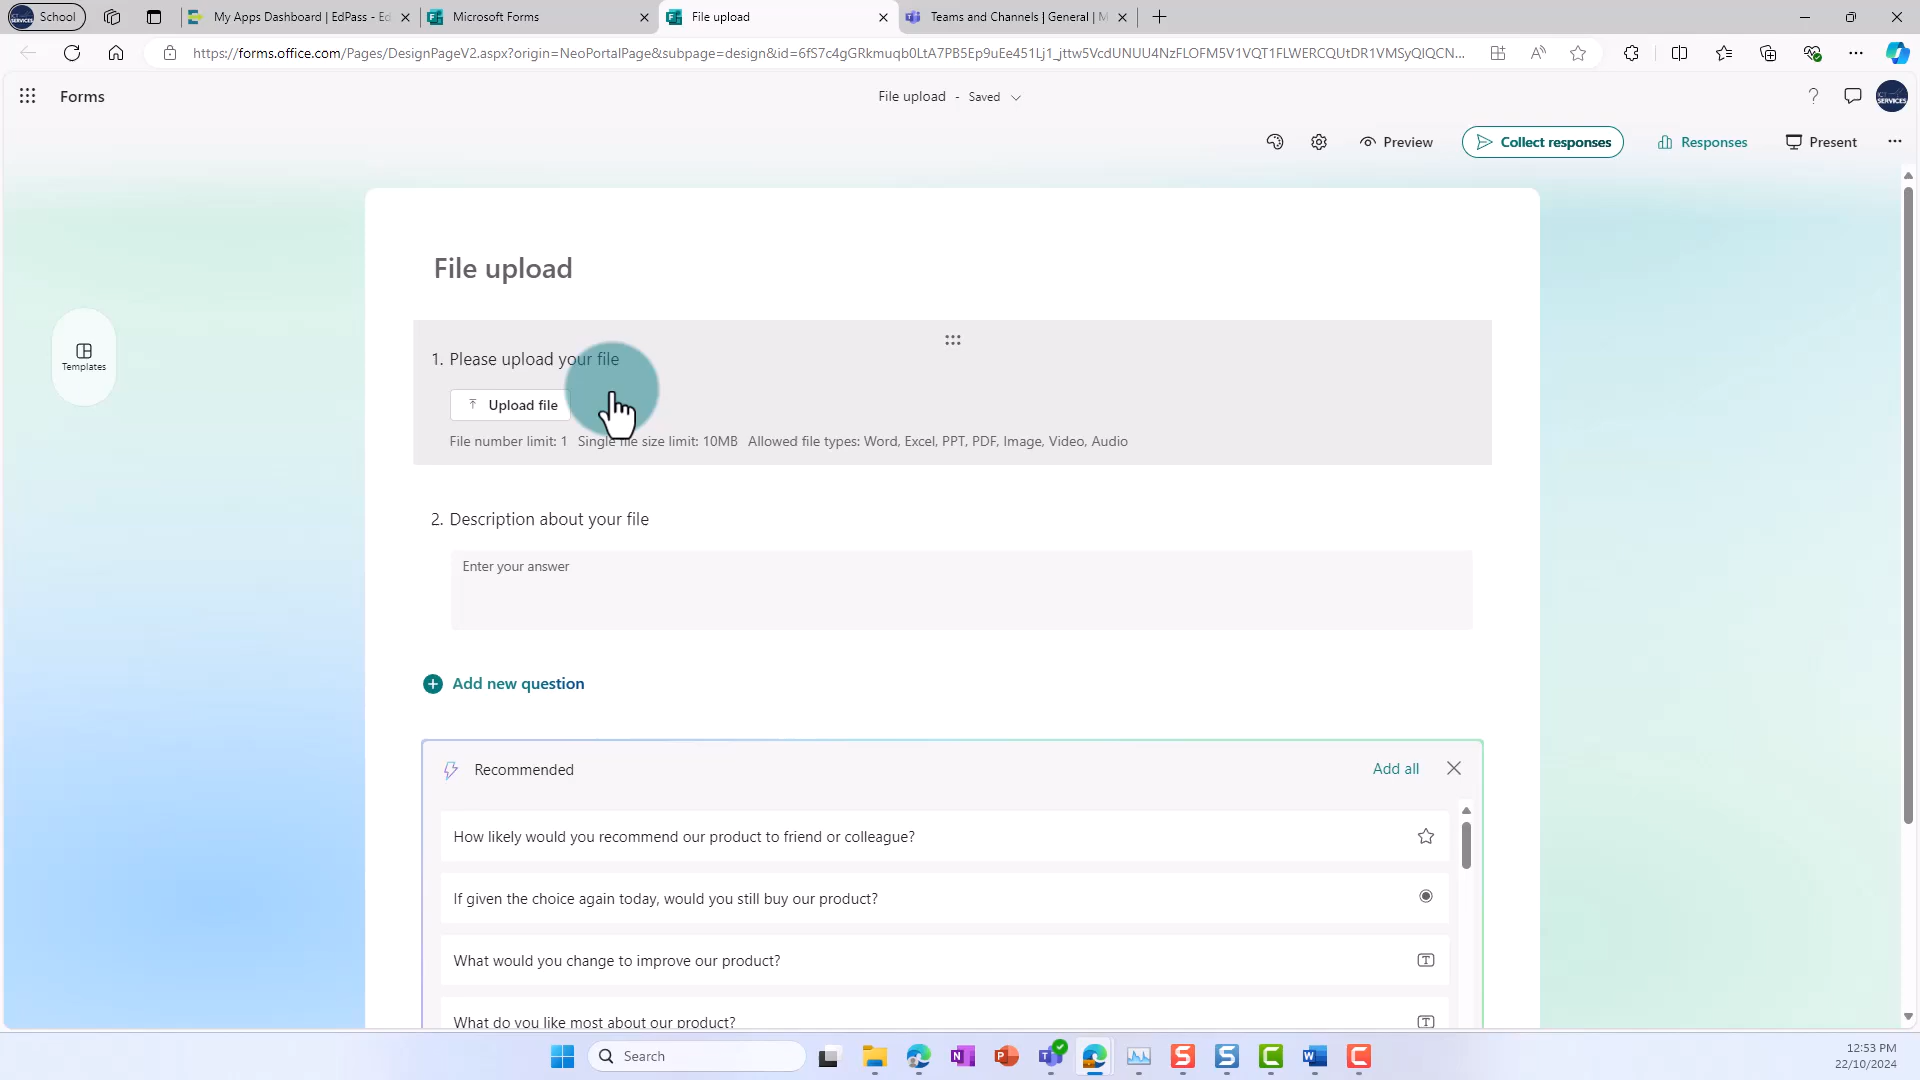 School
My Apps Dashboard | EdPass - Ed
Microsoft Forms
File upload
Teams and Channels | General | M
https://forms.office.com/Pages/DesignPageV2.aspx?origin=NeoPortalPage&subpage=design&id=6fS7c4gGRkmuqb0LtA7PB5Ep9uEe451Lj1_jttw5VcdUNUU4NzFLOFM5V1VQT1FLWERCQUtDR1VMSyQlQCN...
Forms
File upload - Saved
ICT SERVICES
Preview
Collect responses
Responses
Present
File upload
Templates
1. Please upload your file
Upload file
File number limit: 1 Single file size limit: 10MB Allowed file types: Word, Excel, PPT, PDF, Image, Video, Audio
2. Description about your file
Enter your answer
Add new question
Recommended
Add all
How likely would you recommend our product to friend or colleague?
If given the choice again today, would you still buy our product?
What would you change to improve our product?
What do you like most about our product?
Search
12:53 PM
22/10/2024